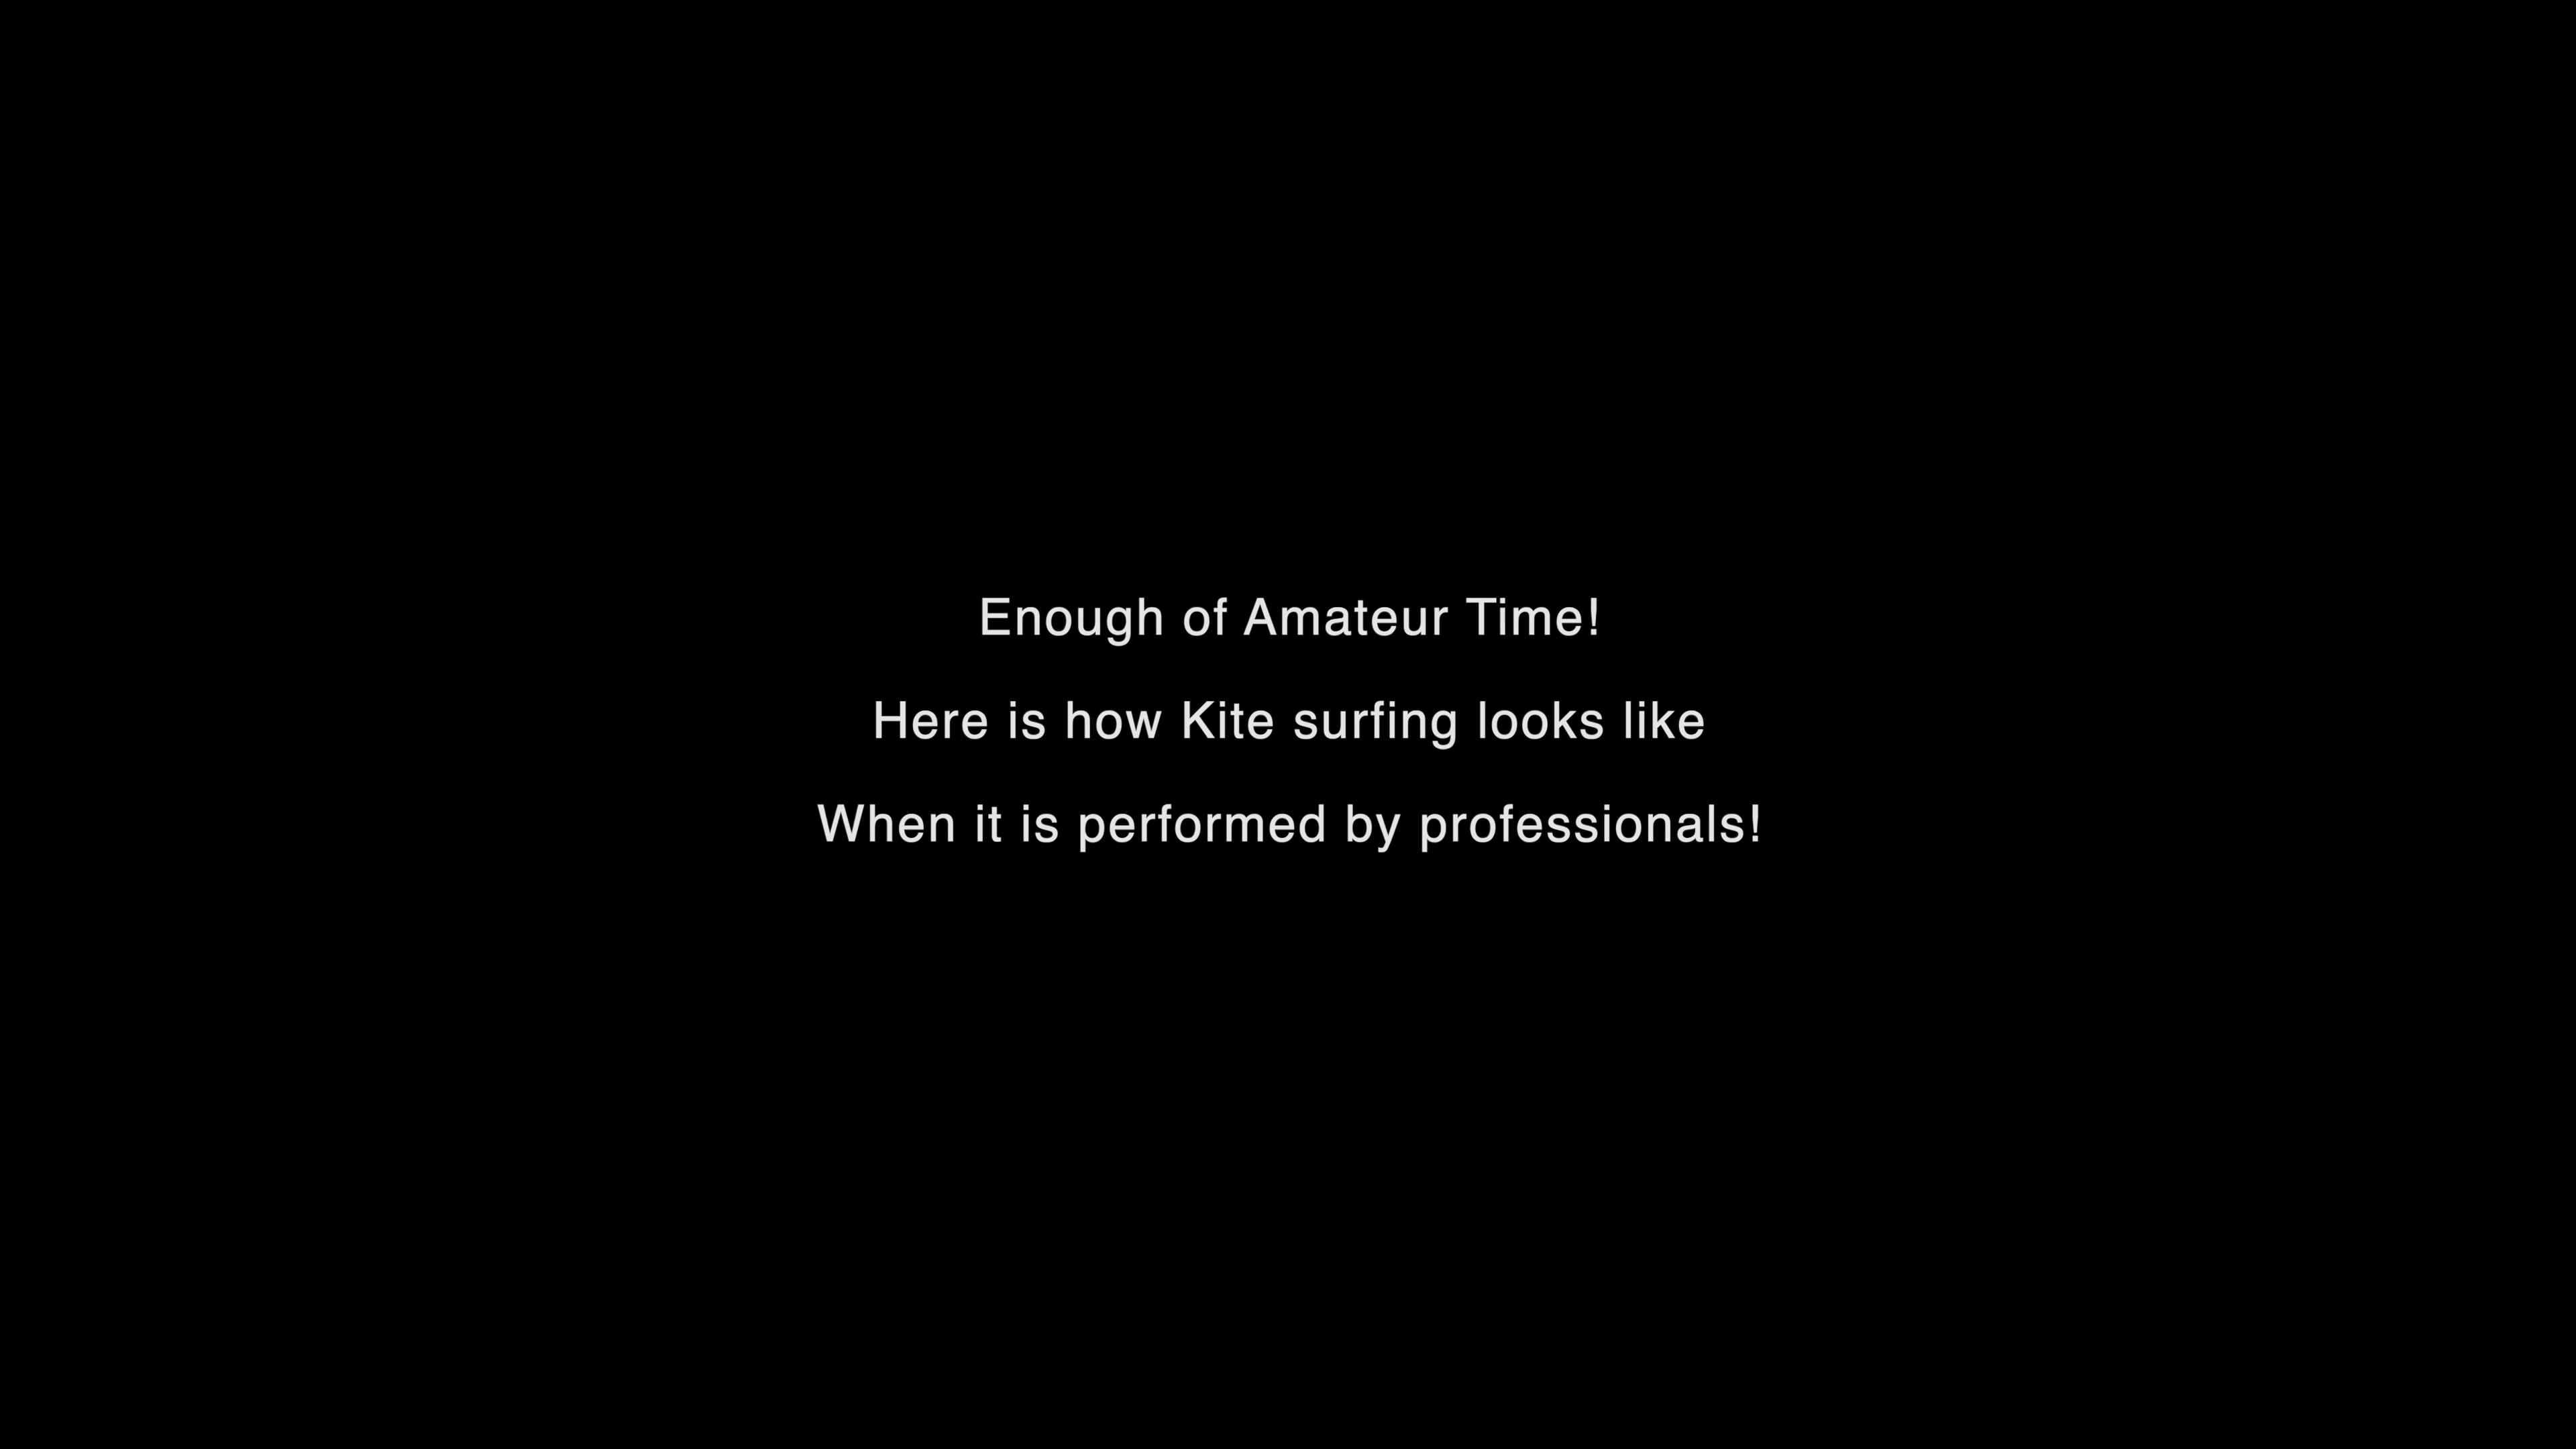 Enough of Amateur Time!
Here is how Kite surfing looks like
When it is performed by professionals!